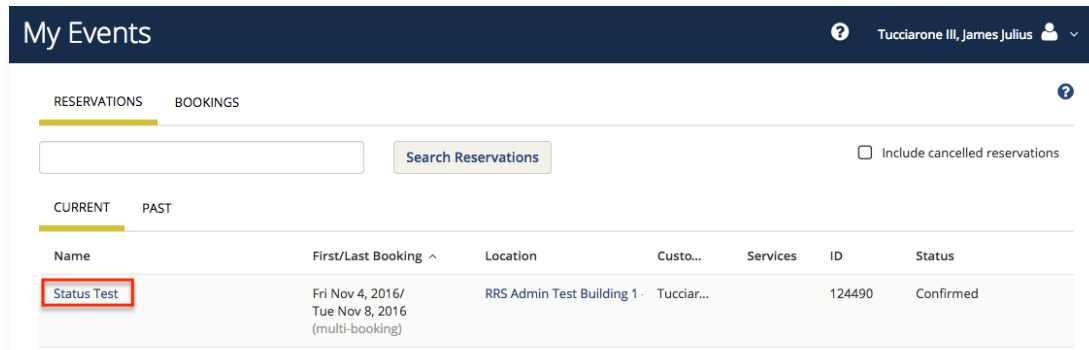 My Events
Tucciarone III, James Julius
RESERVATIONS BOOKINGS
Search Reservations
Include cancelled reservations
CURRENT PAST
Name First/Last Booking Location Custo... Services ID Status
Status Test Fri Nov 4, 2016/ RRS Admin Test Building 1 - Tucciar... 124490 Confirmed
Tue Nov 8, 2016
(multi-booking)